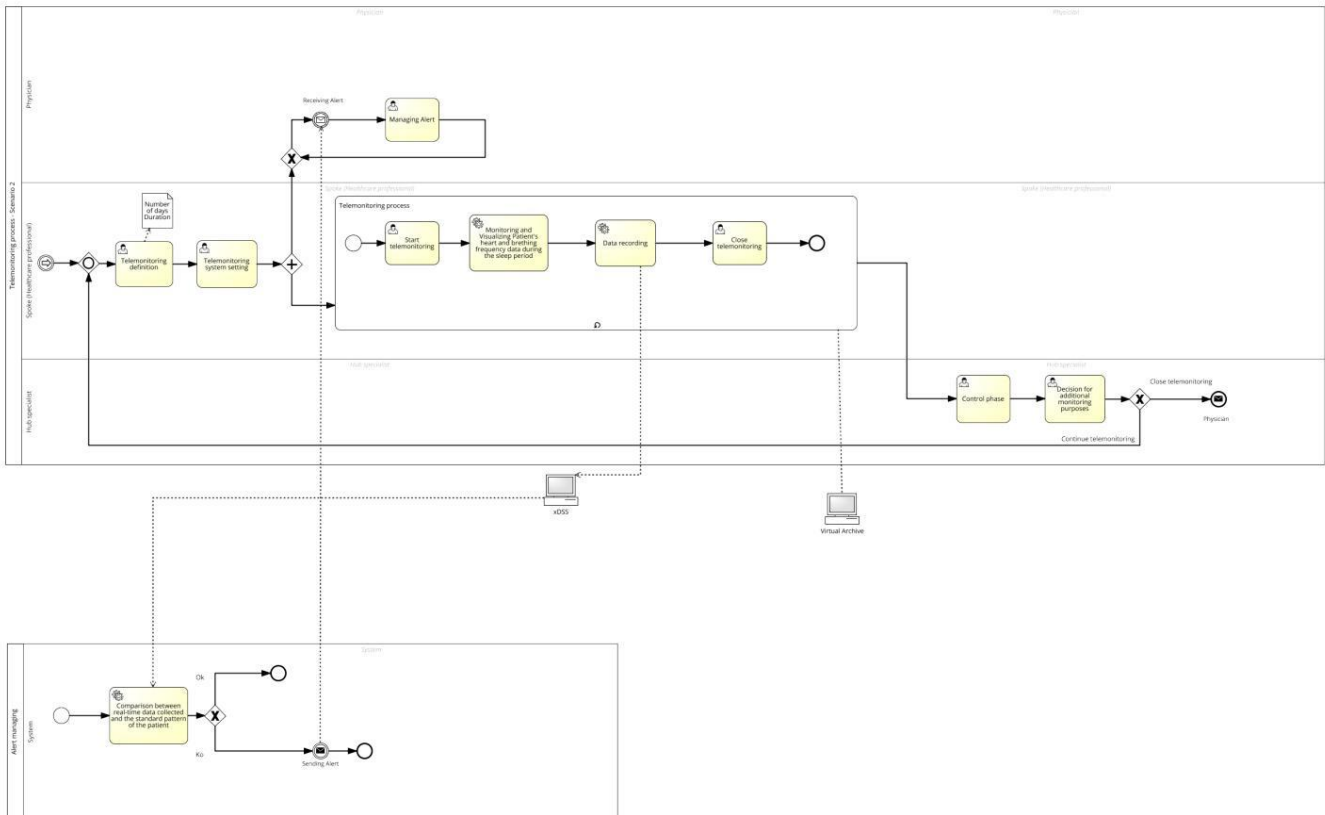 Physician
Physician
Telemonitoring process - Scenario 2
Physician
Receiving Alert
Managing Alert
Spoke (Healthcare professional)
Spoke (Healthcare professional)
Spoke (Healthcare professional)
Number
of days
Duration
Telemonitoring
definition
Telemonitoring
system setting
Telemonitoring process
Start
telemonitoring
Monitoring and
Visualizing Patient's
heart and brething
frequency data during
the sleep period
Data recording
Close
telemonitoring
Hub specialist
Hub specialist
Hub specialist
Control phase
Decision for
additional
monitoring
purposes
Close telemonitoring
Physician
Continue telemonitoring
xDSS
Virtual Archive
Alert managing
System
System
Comparison between
real-time data collected
and the standard pattern
of the patient
Ok
Ko
Sending Alert